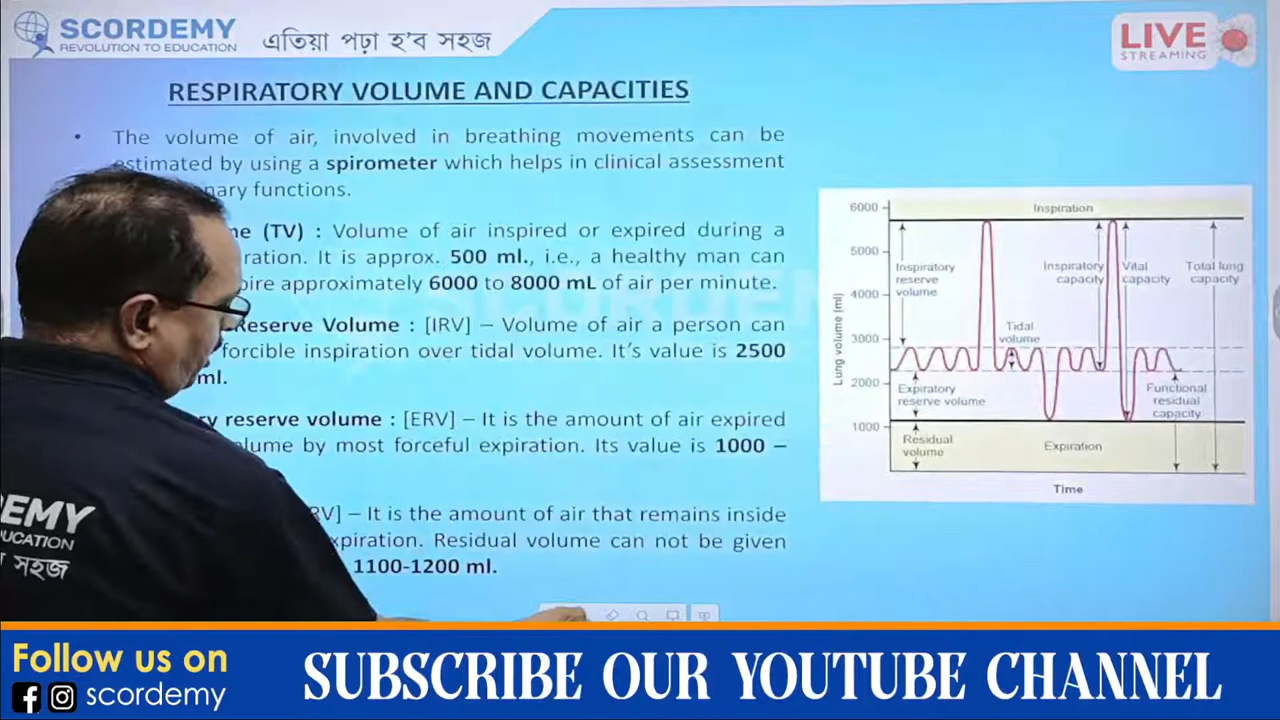 SCORDEMY
REVOLUTION TO EDUCATION
এতিয়া পঢ়া হ'ব সহজ
LIVE
STREAMING
RESPIRATORY VOLUME AND CAPACITIES
• The volume of air, involved in breathing movements can be
estimated by using a spirometer which helps in clinical assessment
functions.
(TV) : Volume of air inspired or expired during a
It is approx. 500 ml., i.e., a healthy man can
approximately 6000 to 8000 mL of air per minute.
Reserve Volume : [IRV] – Volume of air a person can
forcible inspiration over tidal volume. It's value is 2500
ml.
reserve volume : [ERV] – It is the amount of air expired
by most forceful expiration. Its value is 1000 –
– It is the amount of air that remains inside
Residual volume can not be given
1100-1200 ml.
6000
5000
4000
3000
2000
1000
Lung volume (ml)
Inspiration
Inspiratory
reserve
volume
Inspiratory
capacity
Vital
capacity
Total lung
capacity
Tidal
volume
Expiratory
reserve volume
Functional
residual
capacity
Residual
volume
Expiration
Time
EMY
সহজ
Follow us on
scordemy
SUBSCRIBE OUR YOUTUBE CHANNEL